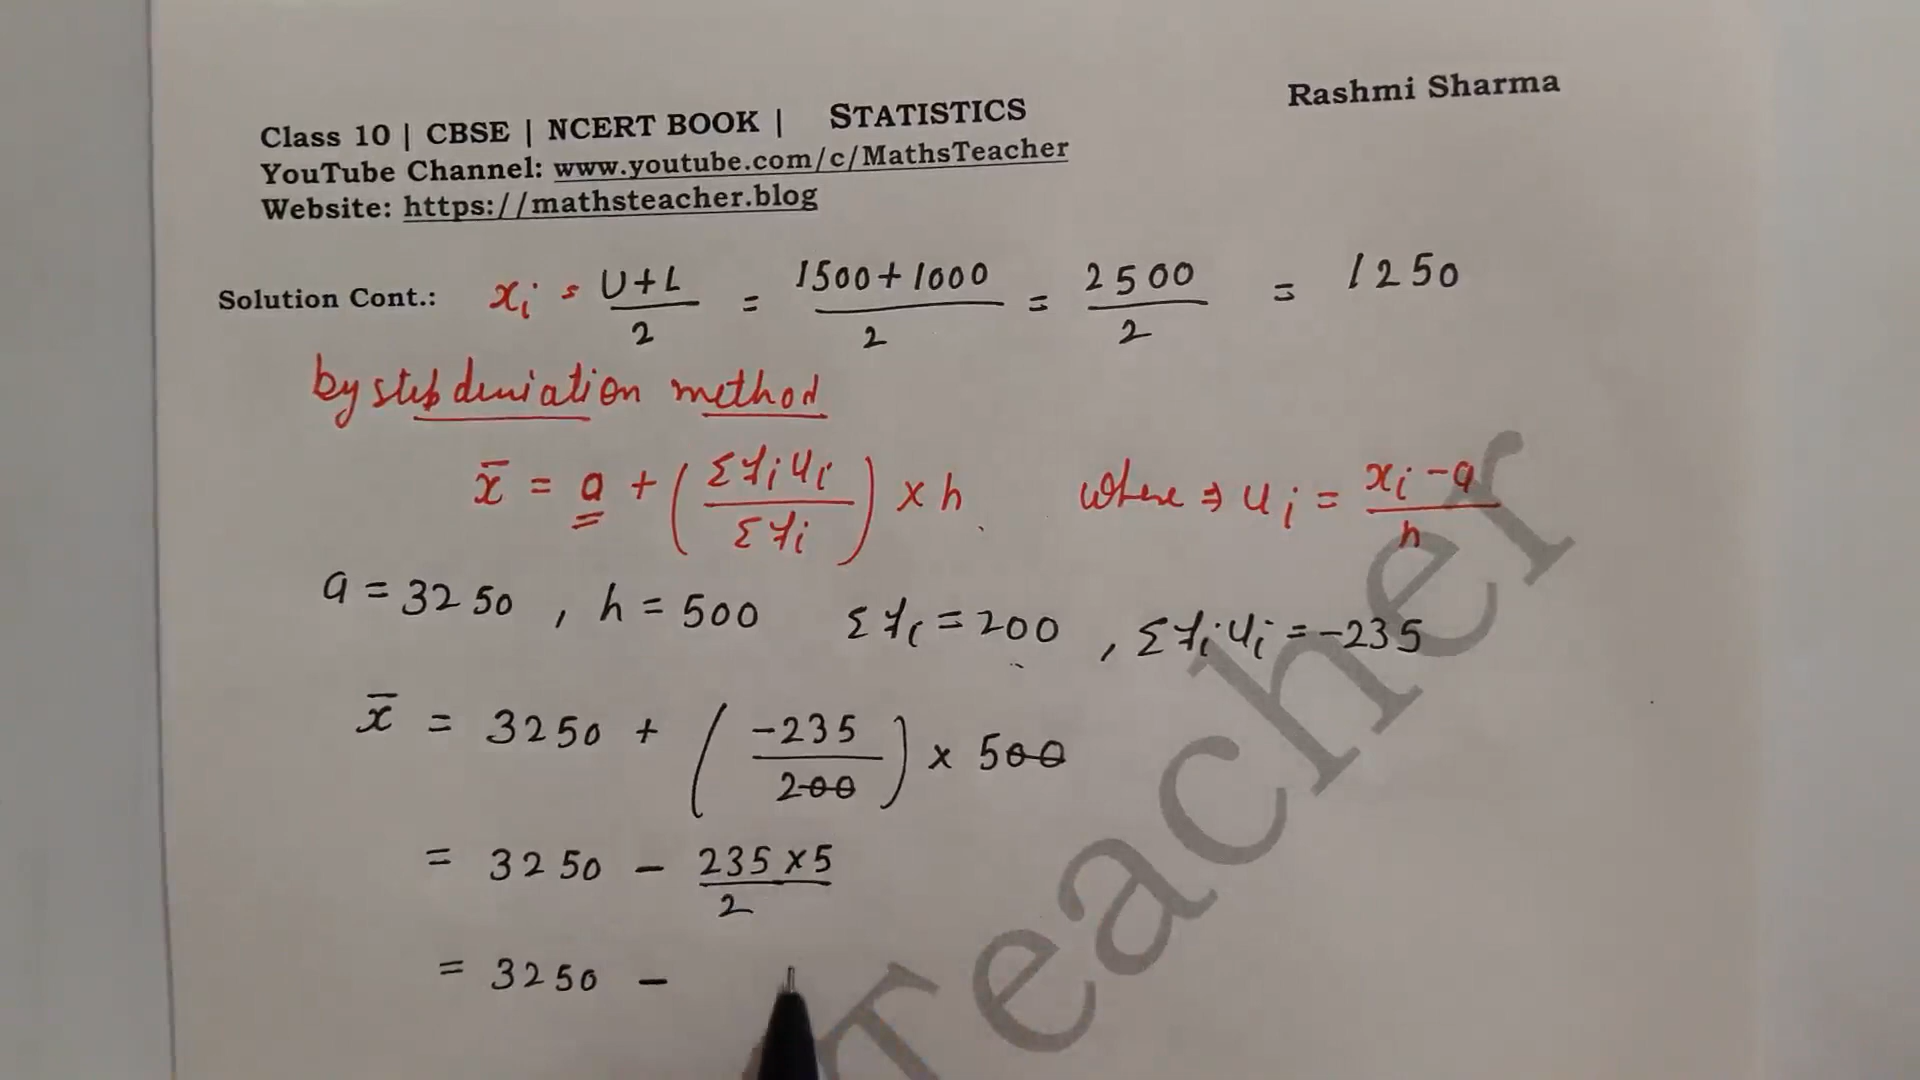 Class 10 | CBSE | NCERT BOOK | STATISTICS
Rashmi Sharma
YouTube Channel: www.youtube.com/c/MathsTeacher
Website: https://mathsteacher.blog
Solution Cont.: xi = U+L/2 = 1500+1000/2 = 2500/2 = 1250
by step deviation method
x̄ = a + (Σfiui/Σfi) × h where ⇒ ui = xi-a/h
a = 3250, h = 500 Σfi = 200, Σfiui = -235
x̄ = 3250 + (-235/200) × 500
= 3250 - 235×5/2
= 3250 -
Teacher